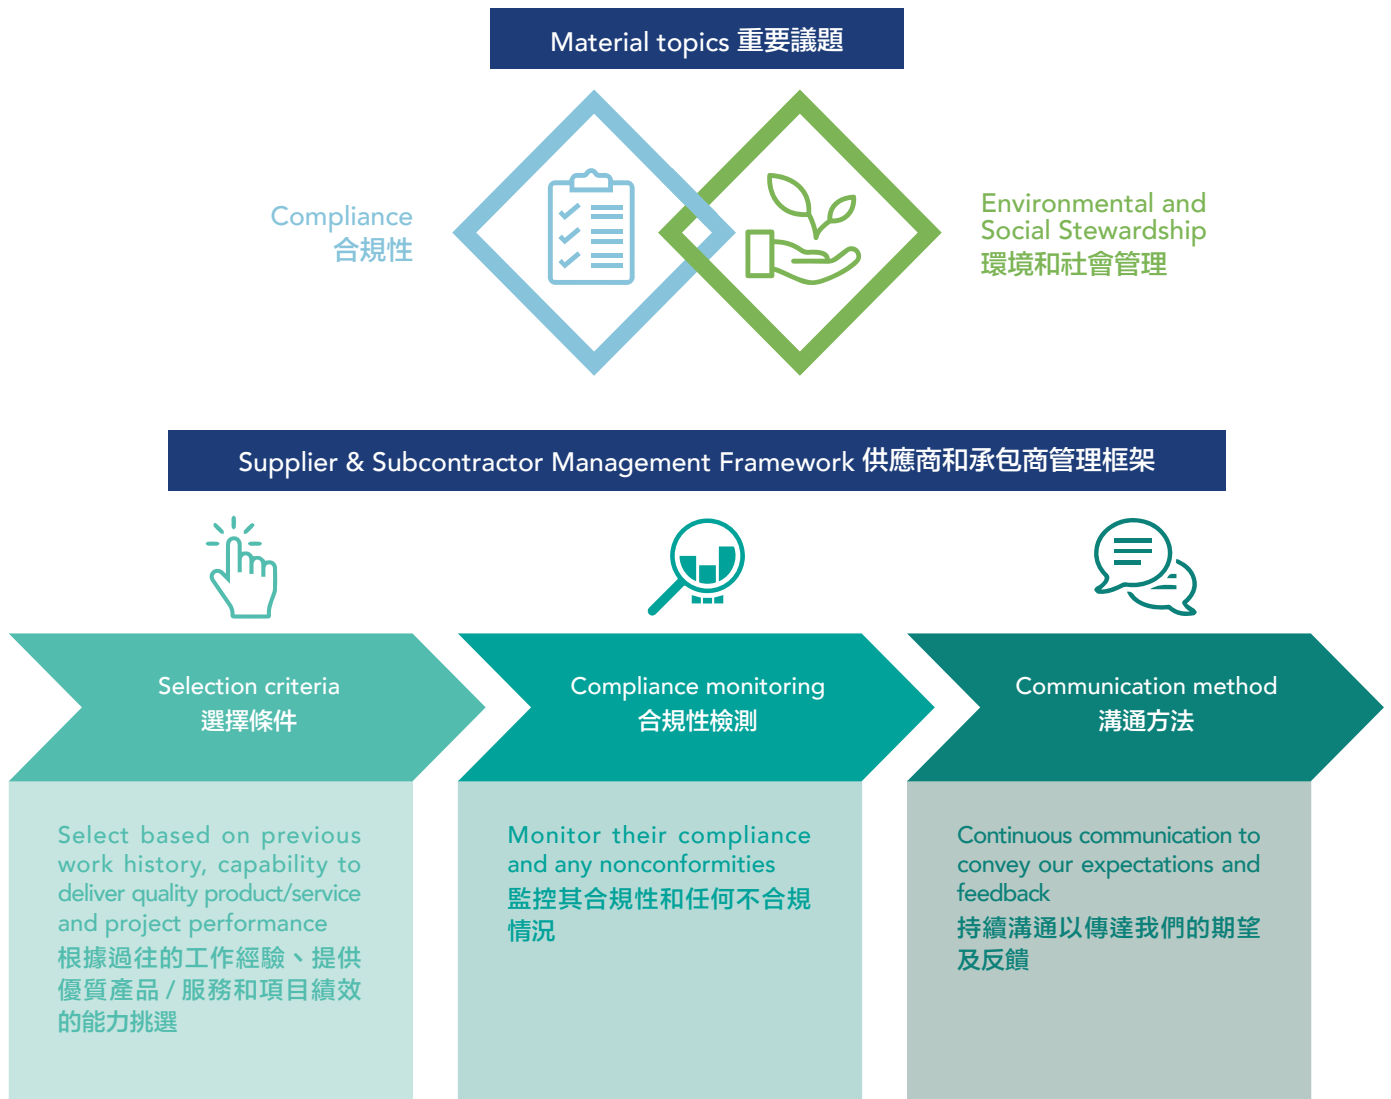 Material topics 重要議題
Compliance
合規性
Environmental and
Social Stewardship
環境和社會管理
Supplier & Subcontractor Management Framework 供應商和承包商管理框架
Selection criteria
選擇條件
Select based on previous
work history, capability to
deliver quality product/service
and project performance
根據過往的工作經驗、提供
優質產品 / 服務和項目績效
的能力挑選
Compliance monitoring
合規性檢測
Monitor their compliance
and any nonconformities
監控其合規性和任何不合規
情況
Communication method
溝通方法
Continuous communication to
convey our expectations and
feedback
持續溝通以傳達我們的期望
及反饋